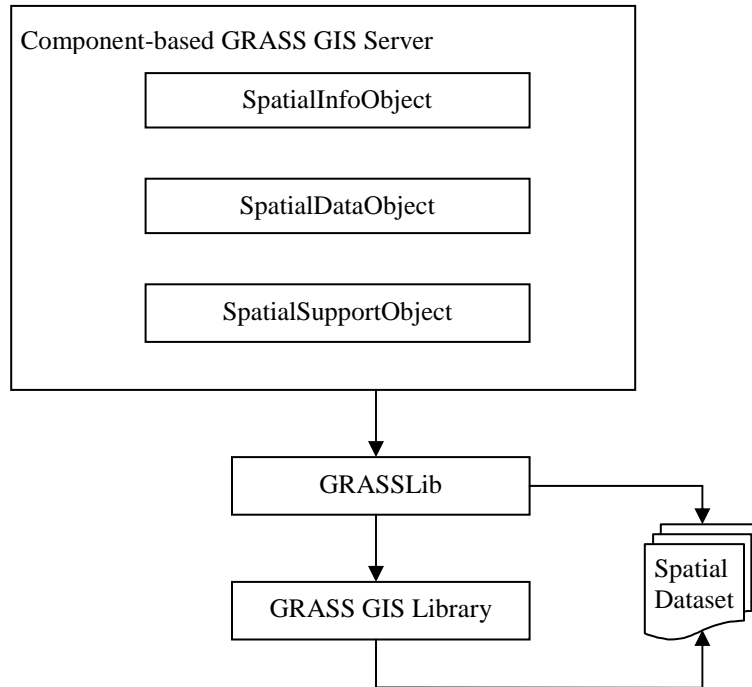 Component-based GRASS GIS Server
SpatialInfoObject
SpatialDataObject
SpatialSupportObject
GRASSLib
Spatial
Dataset
GRASS GIS Library